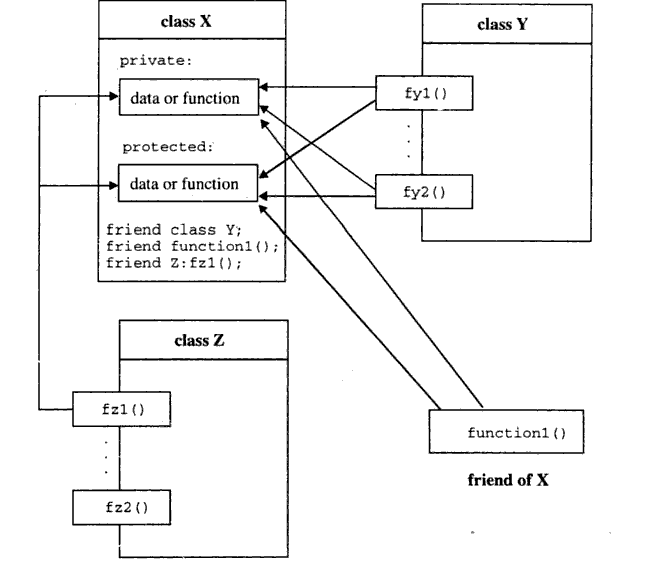 class X
private:
data or function
protected:
data or function
friend class Y;
friend function1();
friend Z:fz1();
class Y
fy1()
fy2()
class Z
fz1()
fz2()
function1()
friend of X